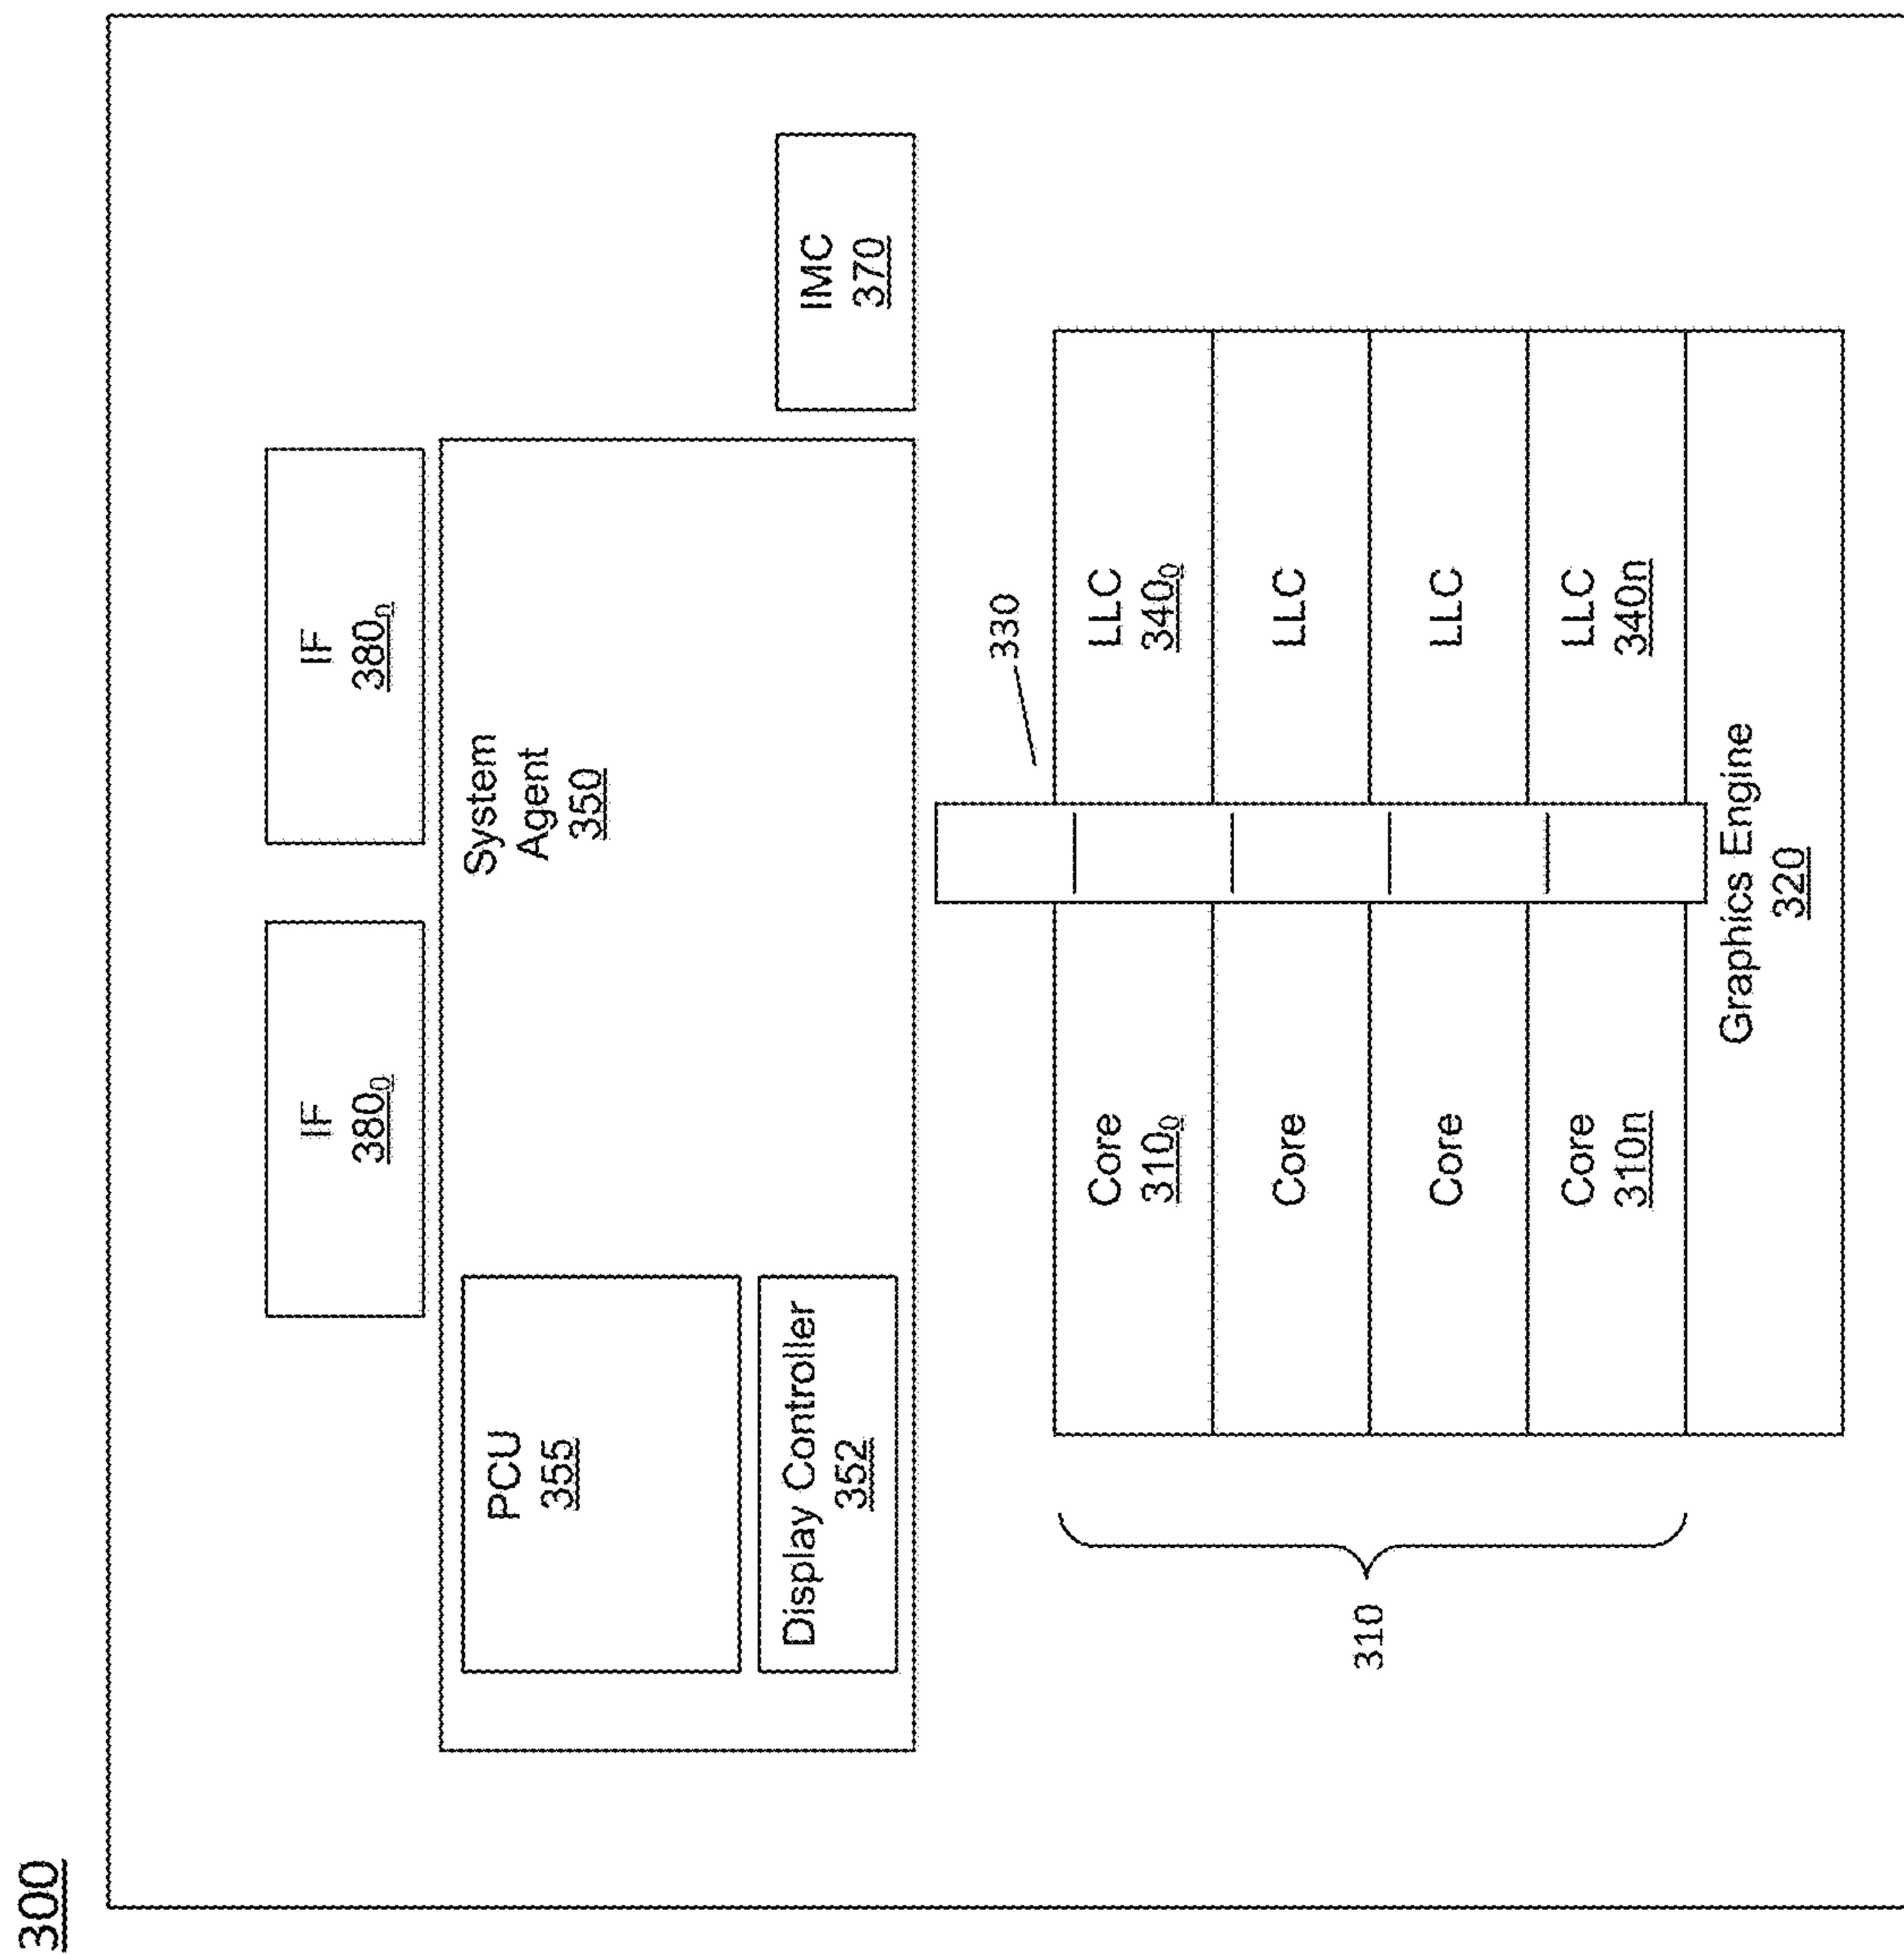 300
IF
380₀
IF
380ₙ
System
Agent
350
PCU
355
Display Controller
352
IMC
370
330
310
Core
310₀
LLC
340₀
Core
LLC
Core
LLC
Core
310n
LLC
340n
Graphics Engine
320